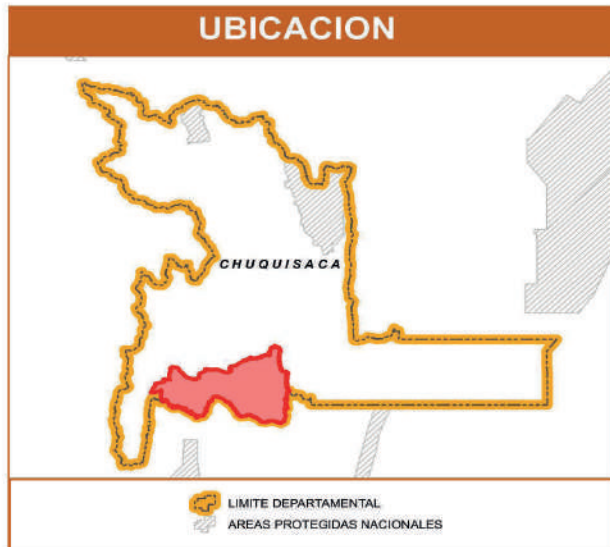 UBICACION
CHUQUISACA
LIMITE DEPARTAMENTAL
AREAS PROTEGIDAS NACIONALES